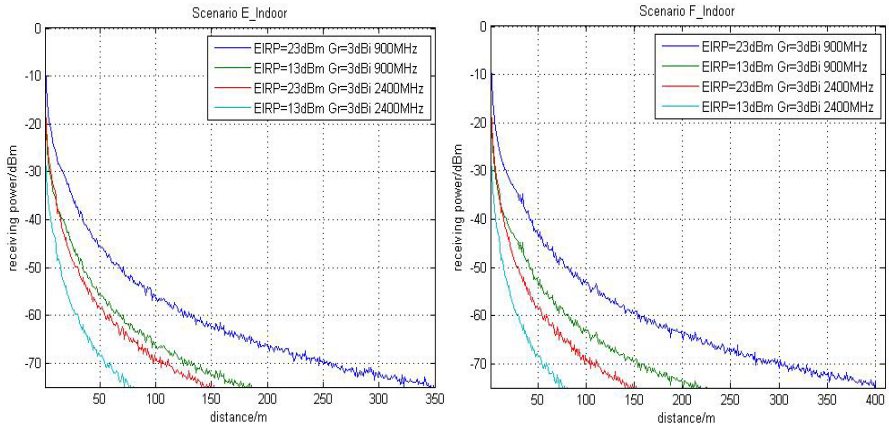 Scenario E_Indoor
0
-10
-20
-30
-40
-50
-60
-70
receiving power/dBm
EIRP=23dBm Gr=3dBi 900MHz
EIRP=13dBm Gr=3dBi 900MHz
EIRP=23dBm Gr=3dBi 2400MHz
EIRP=13dBm Gr=3dBi 2400MHz
50 100 150 200 250 300 350
distance/m
Scenario F_Indoor
0
-10
-20
-30
-40
-50
-60
-70
receiving power/dBm
EIRP=23dBm Gr=3dBi 900MHz
EIRP=13dBm Gr=3dBi 900MHz
EIRP=23dBm Gr=3dBi 2400MHz
EIRP=13dBm Gr=3dBi 2400MHz
50 100 150 200 250 300 350 400
distance/m